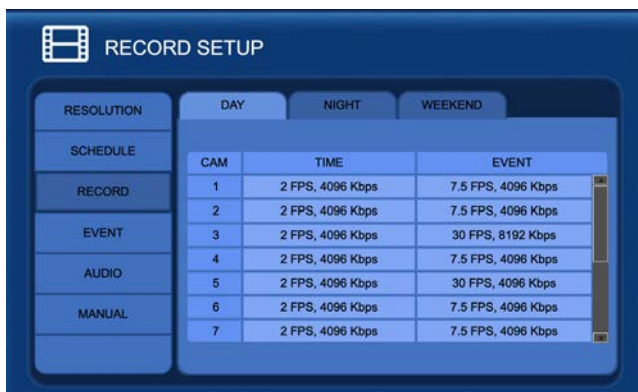 RECORD SETUP
RESOLUTION
SCHEDULE
RECORD
EVENT
AUDIO
MANUAL
DAY NIGHT WEEKEND
CAM TIME EVENT
1 2 FPS, 4096 Kbps 7.5 FPS, 4096 Kbps
2 2 FPS, 4096 Kbps 7.5 FPS, 4096 Kbps
3 2 FPS, 4096 Kbps 30 FPS, 8192 Kbps
4 2 FPS, 4096 Kbps 7.5 FPS, 4096 Kbps
5 2 FPS, 4096 Kbps 30 FPS, 4096 Kbps
6 2 FPS, 4096 Kbps 7.5 FPS, 4096 Kbps
7 2 FPS, 4096 Kbps 7.5 FPS, 4096 Kbps